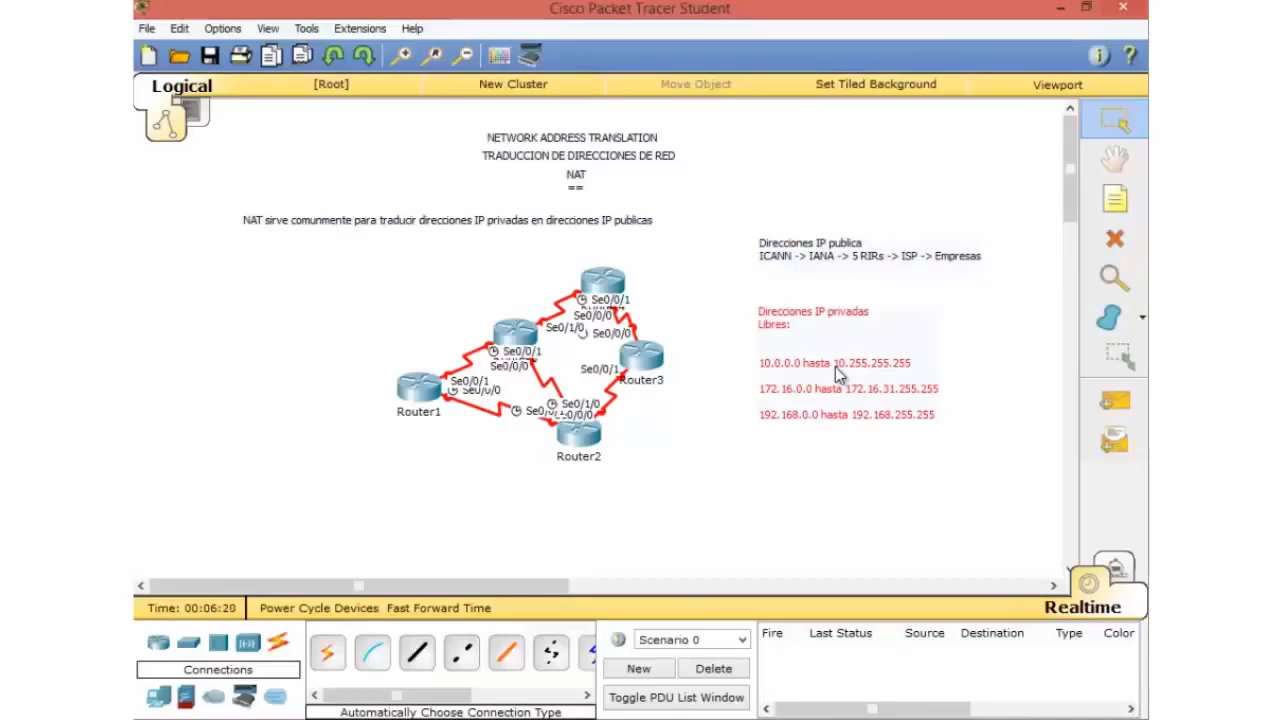 Cisco Packet Tracer Student
File Edit Options View Tools Extensions Help
Logical [Root] New Cluster Move Object Set Tiled Background Viewport
NETWORK ADDRESS TRANSLATION
TRADUCCION DE DIRECCIONES DE RED
NAT
==
NAT sirve comunmente para traducir direcciones IP privadas en direcciones IP publicas
Direcciones IP publica
ICANN -> IANA -> 5 RIRs -> ISP -> Empresas
Direcciones IP privadas
Libres:
10.0.0.0 hasta 10.255.255.255
172.16.0.0 hasta 172.16.31.255.255
192.168.0.0 hasta 192.168.255.255
Se0/0/1
Se0/0/0
Se0/1/0
Se0/0/0
Se0/0/1
Se0/0/0
Se0/0/1
Router3
Se0/0/1
Se0/0/0
Router1
Se0/1/0
Router2
Time: 00:06:20 Power Cycle Devices Fast Forward Time
Realtime
Connections
Automatically Choose Connection Type
Scenario 0
New Delete
Toggle PDU List Window
Fire Last Status Source Destination Type Color